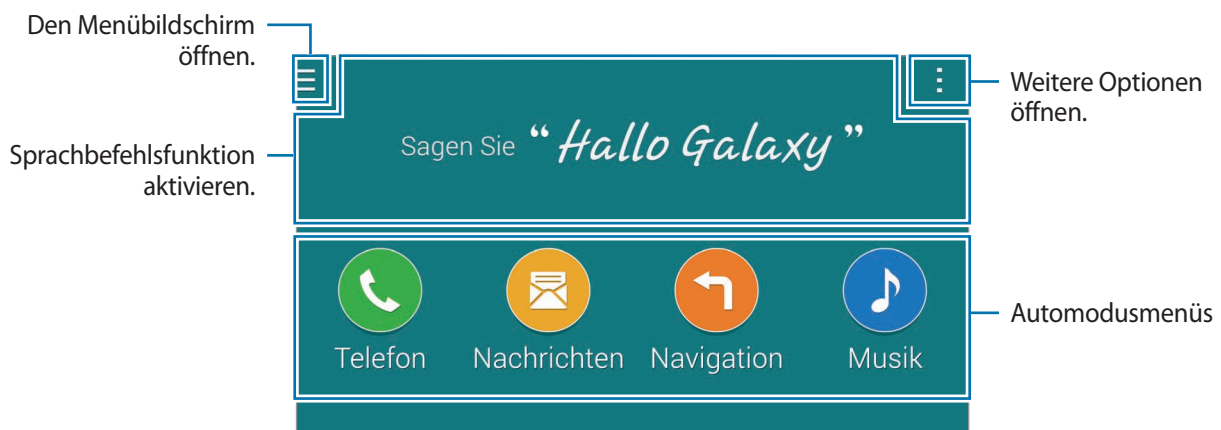 Den Menübildschirm
öffnen.
Weitere Optionen
öffnen.
Sagen Sie “ Hallo Galaxy ”
Sprachbefehlsfunktion
aktivieren.
Telefon Nachrichten Navigation Musik
Automodusmenüs